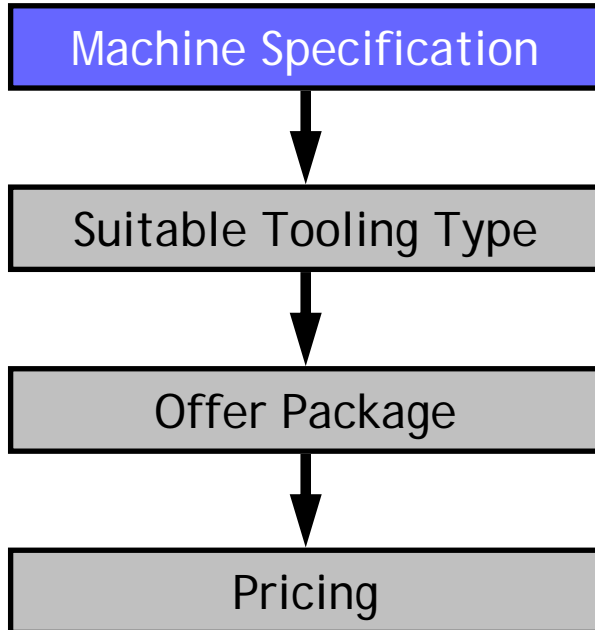 Machine Specification
Suitable Tooling Type
Offer Package
Pricing